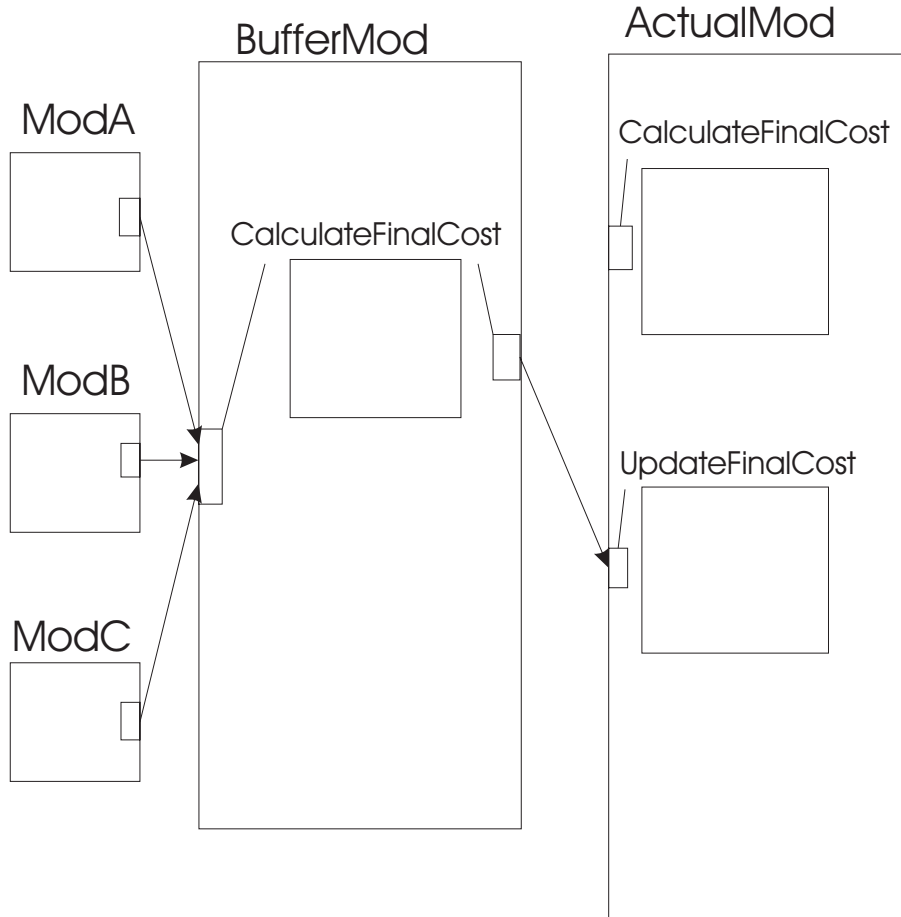 BufferMod
ActualMod
ModA
CalculateFinalCost
CalculateFinalCost
ModB
UpdateFinalCost
ModC